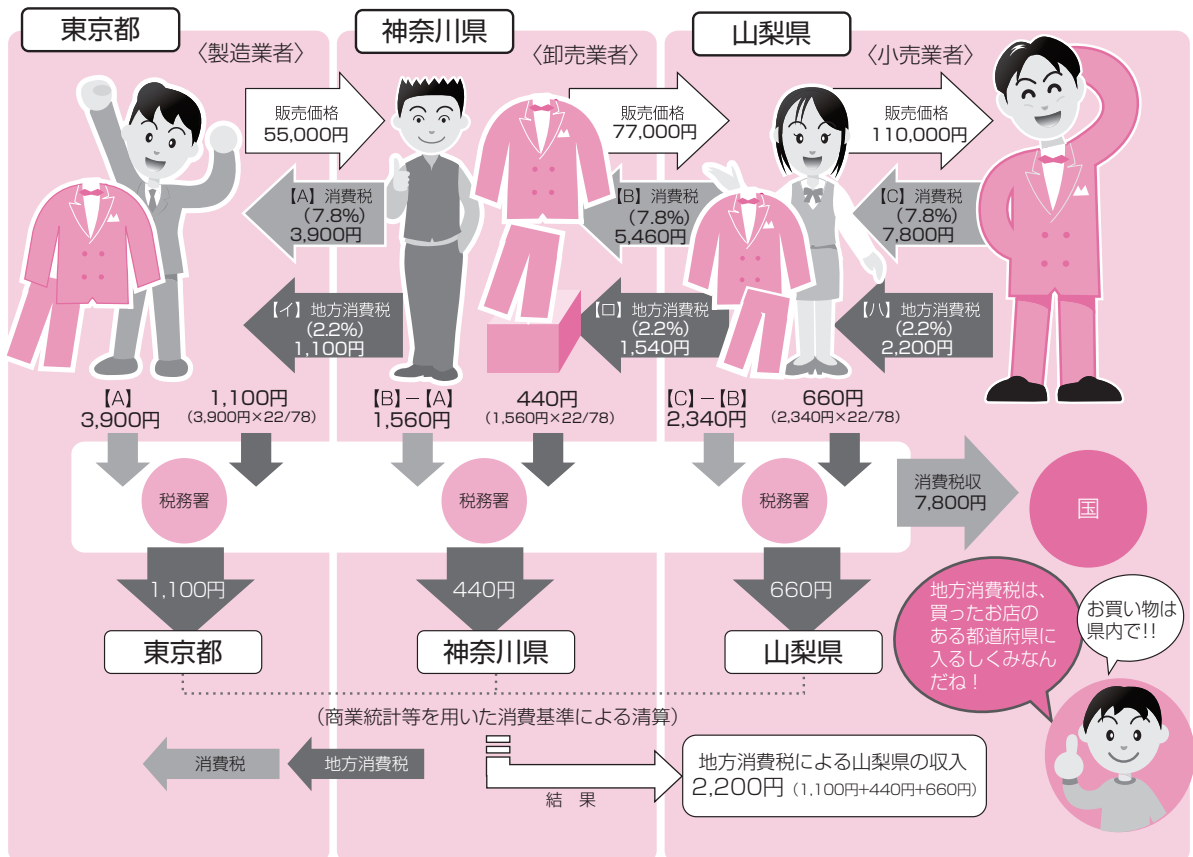 東京都
神奈川県
山梨県
〈製造業者〉
〈卸売業者〉
〈小売業者〉
販売価格
55,000円
販売価格
77,000円
販売価格
110,000円
【A】消費税
(7.8%)
3,900円
【B】消費税
(7.8%)
5,460円
【C】消費税
(7.8%)
7,800円
【イ】地方消費税
(2.2%)
1,100円
【ロ】地方消費税
(2.2%)
1,540円
【ハ】地方消費税
(2.2%)
2,200円
【A】
3,900円
1,100円
(3,900円×22/78)
【B】－【A】
1,560円
440円
(1,560円×22/78)
【C】－【B】
2,340円
660円
(2,340円×22/78)
税務署
税務署
税務署
消費税収
7,800円
国
1,100円
440円
660円
東京都
神奈川県
山梨県
地方消費税は、
買ったお店の
ある都道府県に
入るしくみなん
だね！
お買い物は
県内で!!
（商業統計等を用いた消費基準による清算）
消費税
地方消費税
結　果
地方消費税による山梨県の収入
2,200円（1,100円+440円+660円）